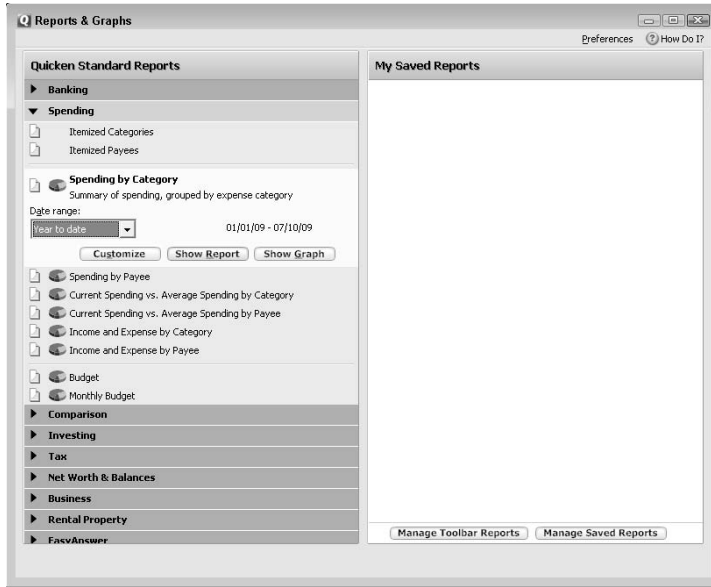 Q Reports & Graphs
Preferences ? How Do I?
Quicken Standard Reports
Banking
Spending
Itemized Categories
Itemized Payees
Spending by Category
Summary of spending, grouped by expense category
Date range:
Year to date 01/01/09 - 07/10/09
Customize Show Report Show Graph
Spending by Payee
Current Spending vs. Average Spending by Category
Current Spending vs. Average Spending by Payee
Income and Expense by Category
Income and Expense by Payee
Budget
Monthly Budget
Comparison
Investing
Tax
Net Worth & Balances
Business
Rental Property
EasyAnswer
My Saved Reports
Manage Toolbar Reports Manage Saved Reports